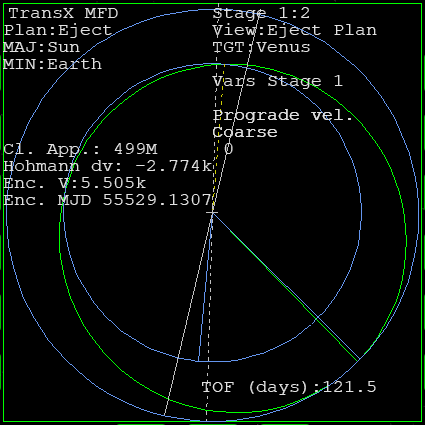 TransX MFD
Stage 1:2
Plan:Eject
View:Eject Plan
MAJ:Sun
TGT:Venus
MIN:Earth
Vars Stage 1
Prograde vel.
Coarse
Cl. App.: 499M
0
Hohmann dv: -2.774k
Enc. V:5.505k
Enc. MJD 55529.1307
TOF (days):121.5